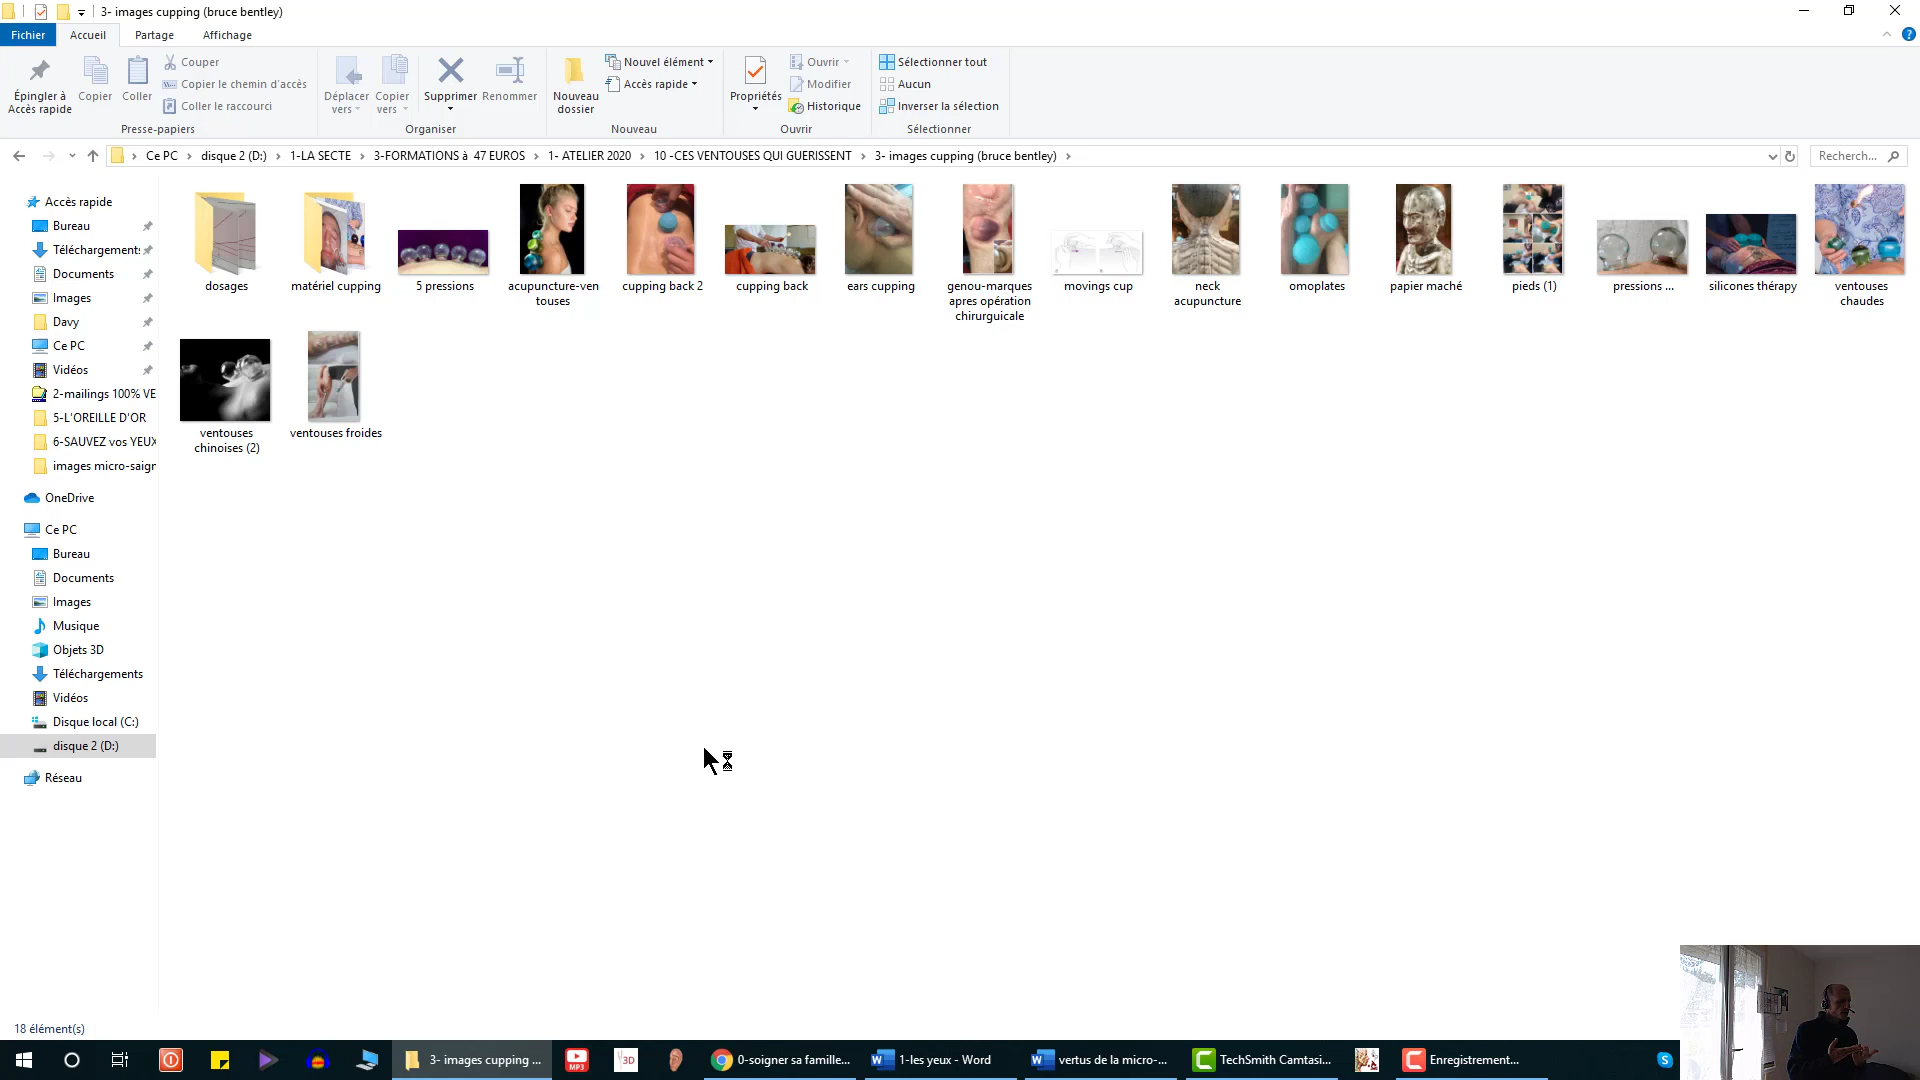 3- images cupping (bruce bentley)
Fichier
Accueil
Partage
Affichage
?
Épingler à
Accès rapide
Copier
Coller
Couper
Copier le chemin d'accès
Coller le raccourci
Presse-papiers
Déplacer
vers
Copier
vers
Supprimer
Renommer
Organiser
Nouveau
dossier
Nouvel élément
Accès rapide
Nouveau
Propriétés
Ouvrir
Modifier
Historique
Ouvrir
Sélectionner tout
Aucun
Inverser la sélection
Sélectionner
Ce PC > disque 2 (D:) > 1-LA SECTE > 3-FORMATIONS à 47 EUROS > 1- ATELIER 2020 > 10 -CES VENTOUSES QUI GUERISSENT > 3- images cupping (bruce bentley) >
Recherch...
Accès rapide
Bureau
Téléchargements
Documents
Images
Davy
Ce PC
Vidéos
2-mailings 100% VE
5-L'OREILLE D'OR
6-SAUVEZ vos YEUX
images micro-saign
OneDrive
Ce PC
Bureau
Documents
Images
Musique
Objets 3D
Téléchargements
Vidéos
Disque local (C:)
disque 2 (D:)
Réseau
dosages
matériel cupping
5 pressions
acupuncture-ven
touses
cupping back 2
cupping back
ears cupping
genou-marques
apres opération
chirurguicale
movings cup
neck
acupuncture
omoplates
papier maché
pieds (1)
pressions ...
silicones thérapy
ventouses
chaudes
ventouses
chinoises (2)
ventouses froides
18 élément(s)
3- images cupping ...
MP3
3D
0-soigner sa famille...
1-les yeux - Word
vertus de la micro-...
TechSmith Camtasi...
Enregistrement...